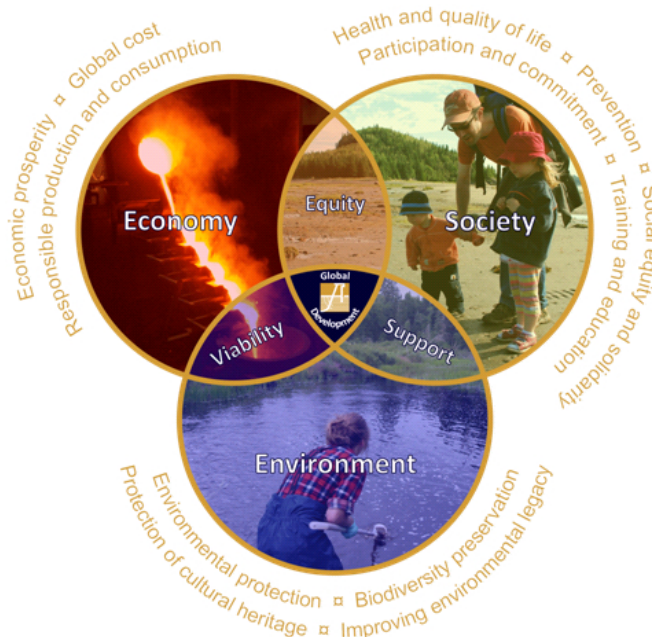 Economic prosperity ¤ Global cost
Responsible production and consumption
Health and quality of life ¤ Prevention ¤ Social equity and solidarity
Participation and commitment ¤ Training and education
Economy
Equity
Society
Global
Development
Viability
Support
Environment
Environmental protection ¤ Biodiversity preservation
Protection of cultural heritage ¤ Improving environmental legacy